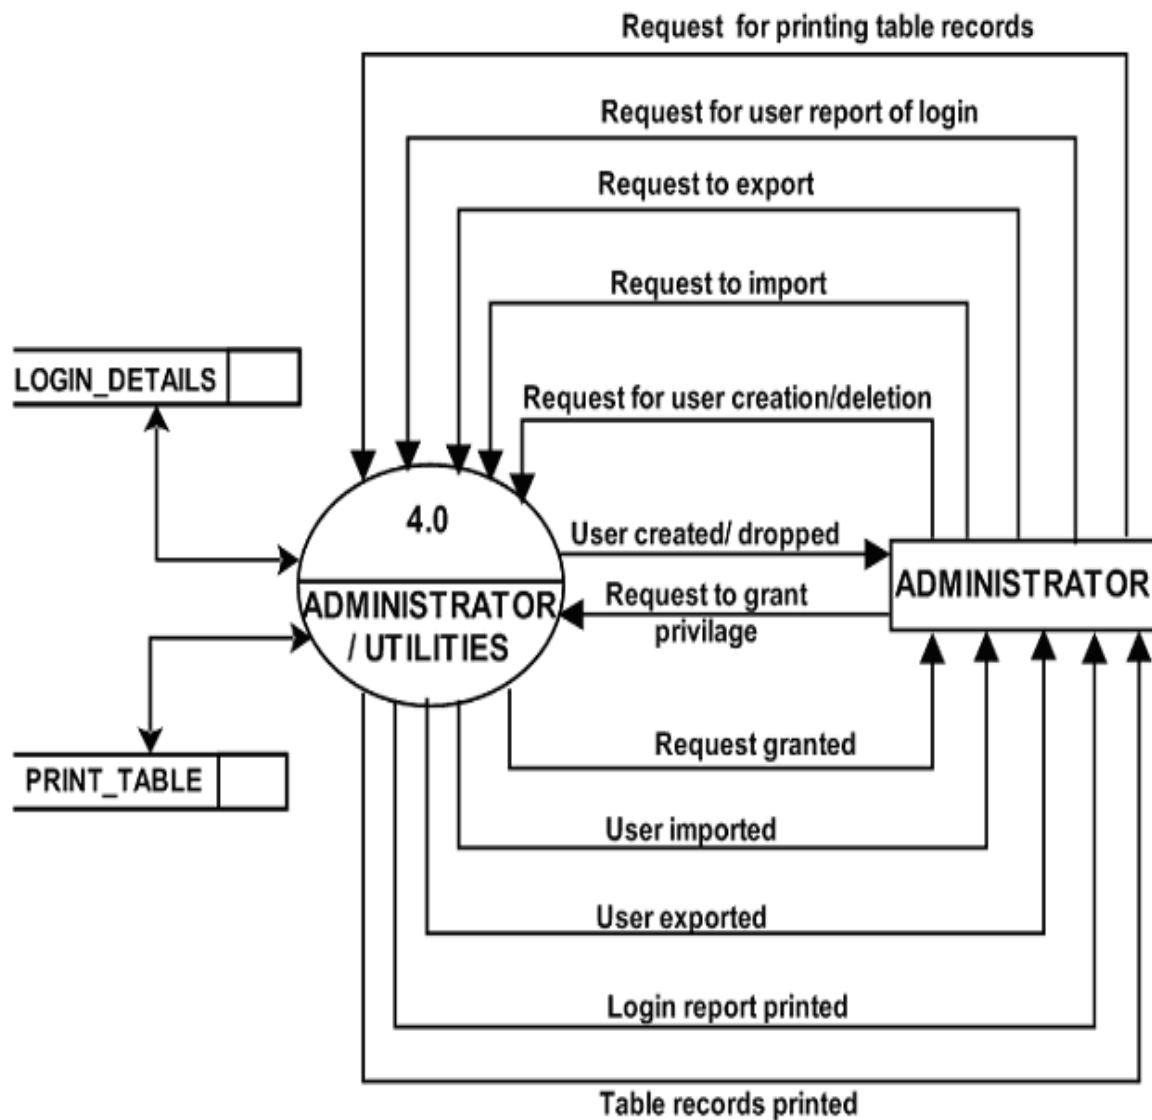 Request for printing table records
Request for user report of login
Request to export
Request to import
LOGIN_DETAILS
Request for user creation/deletion
4.0
User created/ dropped
ADMINISTRATOR
ADMINISTRATOR
/ UTILITIES
Request to grant
privilage
Request granted
PRINT_TABLE
User imported
User exported
Login report printed
Table records printed